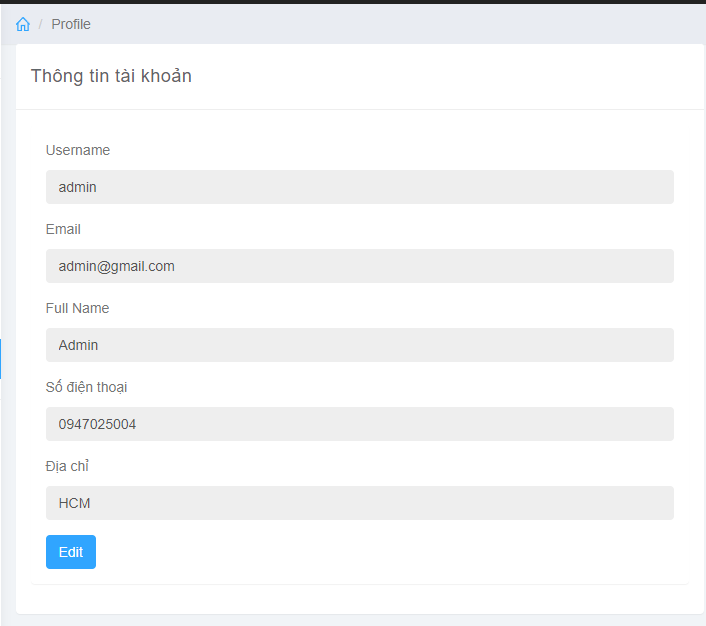 / Profile
Thông tin tài khoản
Username
admin
Email
admin@gmail.com
Full Name
Admin
Số điện thoại
0947025004
Địa chỉ
HCM
Edit